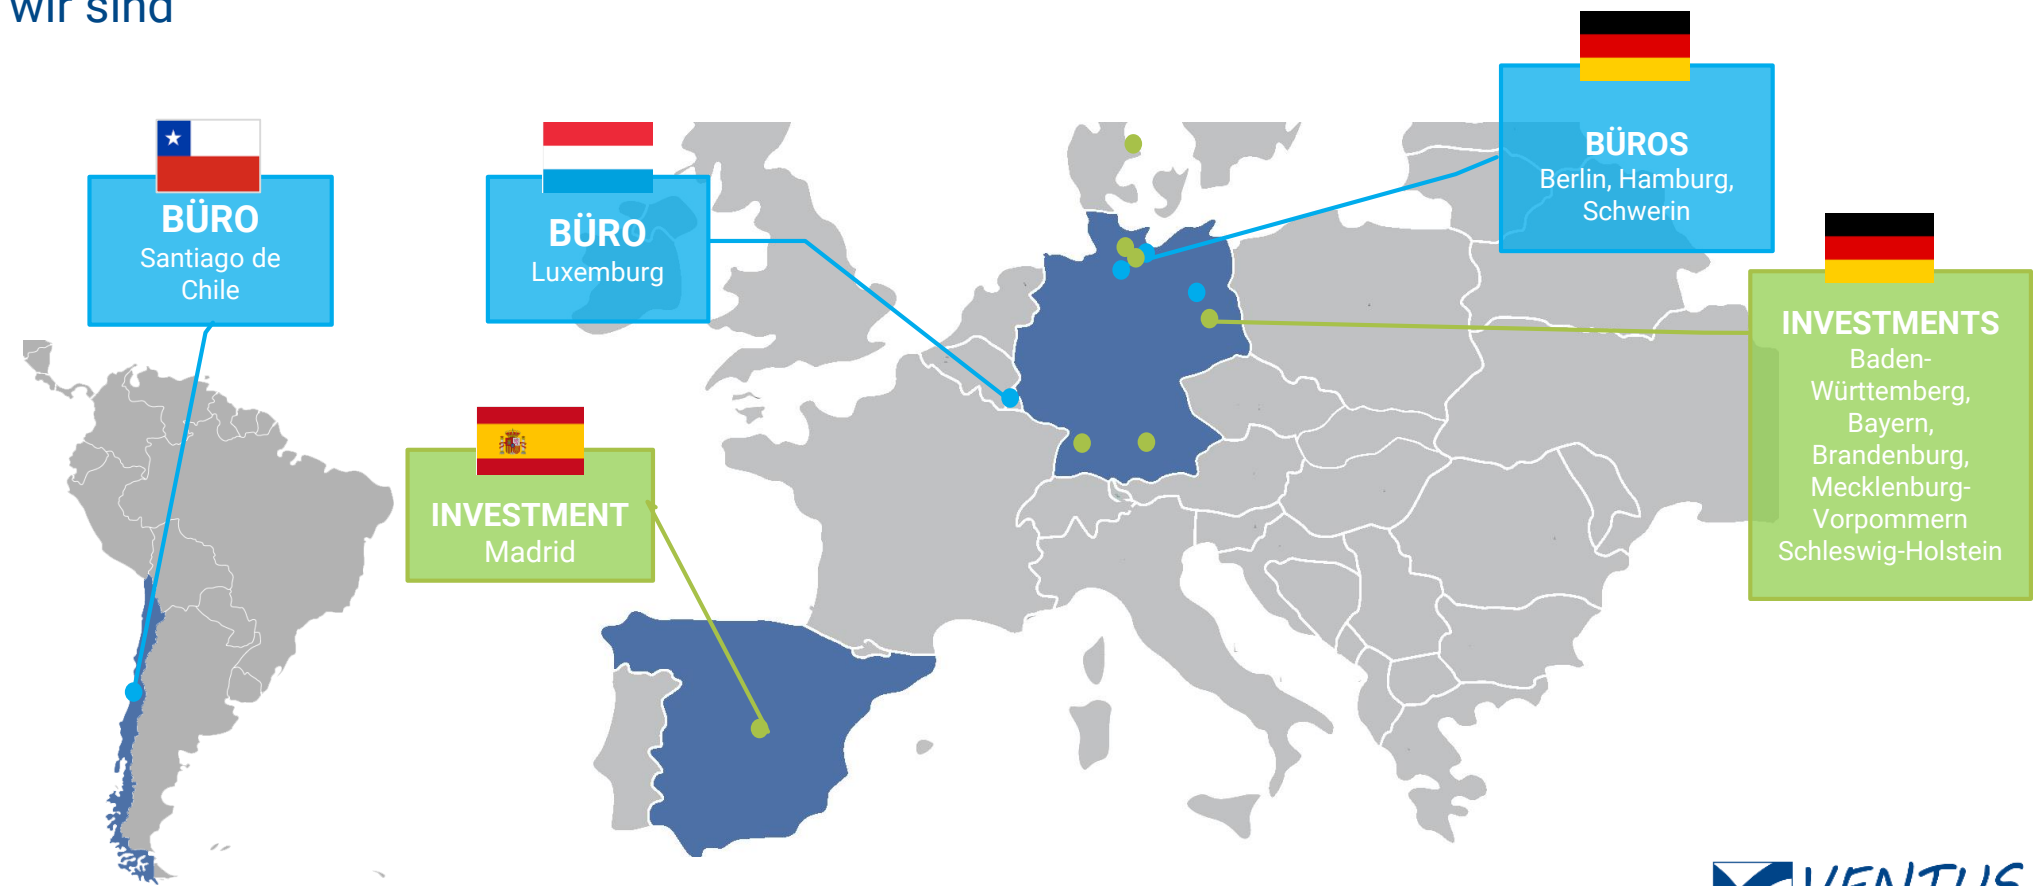 wir sind
BÜRO
Santiago de
Chile
BÜRO
Luxemburg
BÜROS
Berlin, Hamburg,
Schwerin
INVESTMENTS
Baden-
Württemberg,
Bayern,
Brandenburg,
Mecklenburg-
Vorpommern
Schleswig-Holstein
INVESTMENT
Madrid
VENTUS